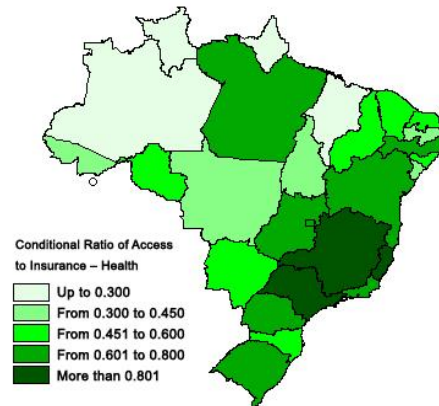 Conditional Ratio of Access
to Insurance – Health
Up to 0.300
From 0.300 to 0.450
From 0.451 to 0.600
From 0.601 to 0.800
More than 0.801